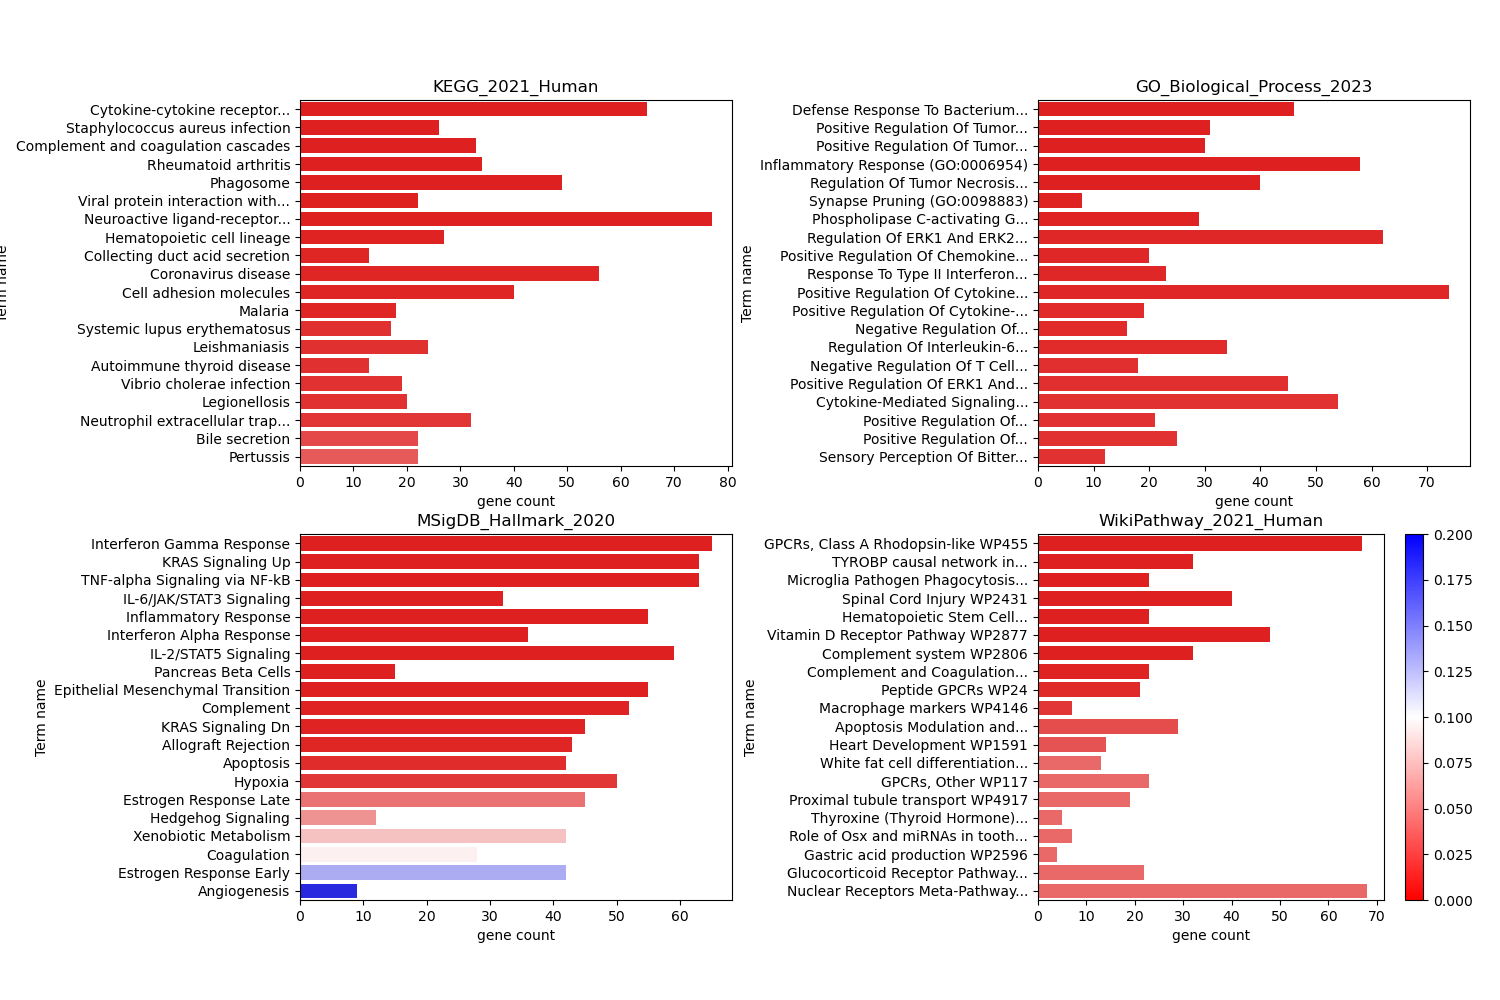 KEGG_2021_Human
Cytokine-cytokine receptor...
Staphylococcus aureus infection
Complement and coagulation cascades
Rheumatoid arthritis
Phagosome
Viral protein interaction with...
Neuroactive ligand-receptor...
Hematopoietic cell lineage
Collecting duct acid secretion
Coronavirus disease
Cell adhesion molecules
Malaria
Systemic lupus erythematosus
Leishmaniasis
Autoimmune thyroid disease
Vibrio cholerae infection
Legionellosis
Neutrophil extracellular trap...
Bile secretion
Pertussis
Term name
0 10 20 30 40 50 60 70 80
gene count
GO_Biological_Process_2023
Defense Response To Bacterium...
Positive Regulation Of Tumor...
Positive Regulation Of Tumor...
Inflammatory Response (GO:0006954)
Regulation Of Tumor Necrosis...
Synapse Pruning (GO:0098883)
Phospholipase C-activating G...
Regulation Of ERK1 And ERK2...
Positive Regulation Of Chemokine...
Response To Type II Interferon...
Positive Regulation Of Cytokine...
Positive Regulation Of Cytokine-...
Negative Regulation Of...
Regulation Of Interleukin-6...
Negative Regulation Of T Cell...
Positive Regulation Of ERK1 And...
Cytokine-Mediated Signaling...
Positive Regulation Of...
Positive Regulation Of...
Sensory Perception Of Bitter...
Term name
0 10 20 30 40 50 60 70
gene count
MSigDB_Hallmark_2020
Interferon Gamma Response
KRAS Signaling Up
TNF-alpha Signaling via NF-kB
IL-6/JAK/STAT3 Signaling
Inflammatory Response
Interferon Alpha Response
IL-2/STAT5 Signaling
Pancreas Beta Cells
Epithelial Mesenchymal Transition
Complement
KRAS Signaling Dn
Allograft Rejection
Apoptosis
Hypoxia
Estrogen Response Late
Hedgehog Signaling
Xenobiotic Metabolism
Coagulation
Estrogen Response Early
Angiogenesis
Term name
0 10 20 30 40 50 60
gene count
WikiPathway_2021_Human
GPCRs, Class A Rhodopsin-like WP455
TYROBP causal network in...
Microglia Pathogen Phagocytosis...
Spinal Cord Injury WP2431
Hematopoietic Stem Cell...
Vitamin D Receptor Pathway WP2877
Complement system WP2806
Complement and Coagulation...
Peptide GPCRs WP24
Macrophage markers WP4146
Apoptosis Modulation and...
Heart Development WP1591
White fat cell differentiation...
GPCRs, Other WP117
Proximal tubule transport WP4917
Thyroxine (Thyroid Hormone)...
Role of Osx and miRNAs in tooth...
Gastric acid production WP2596
Glucocorticoid Receptor Pathway...
Nuclear Receptors Meta-Pathway...
Term name
0 10 20 30 40 50 60 70
gene count
0.200
0.175
0.150
0.125
0.100
0.075
0.050
0.025
0.000